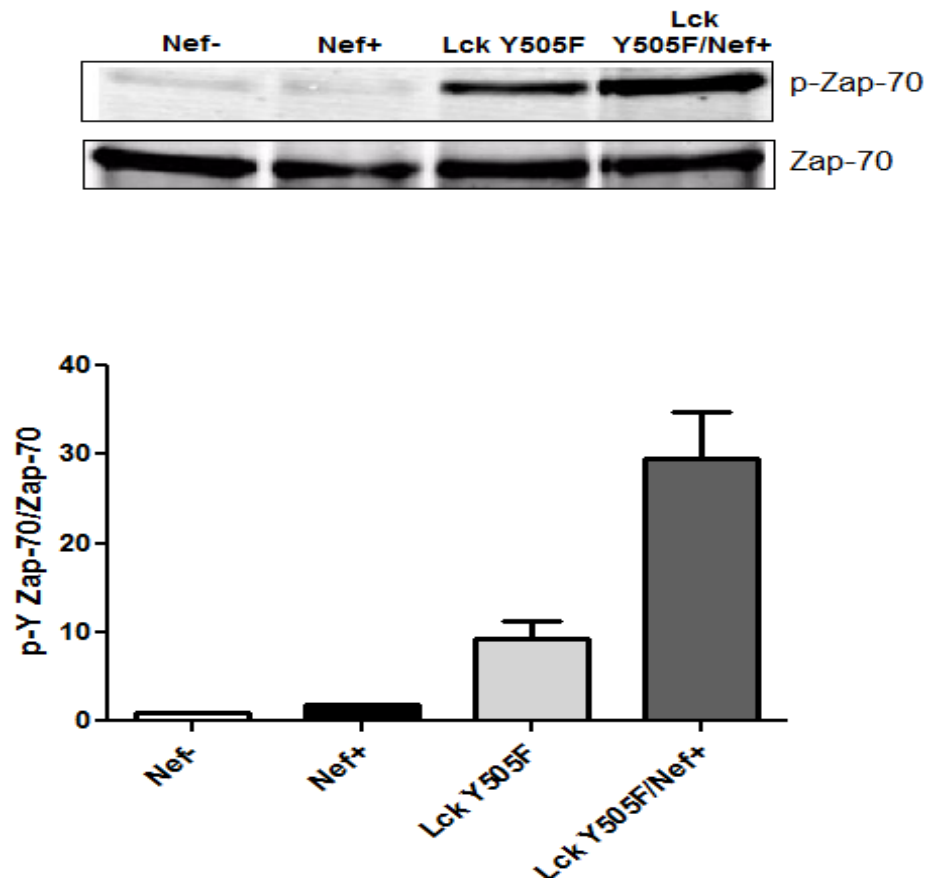 Nef-
Nef+
Lck Y505F
Lck
Y505F/Nef+
p-Zap-70
Zap-70
p-Y Zap-70/Zap-70
40
30
20
10
0
Nef-
Nef+
Lck Y505F
Lck Y505F/Nef+